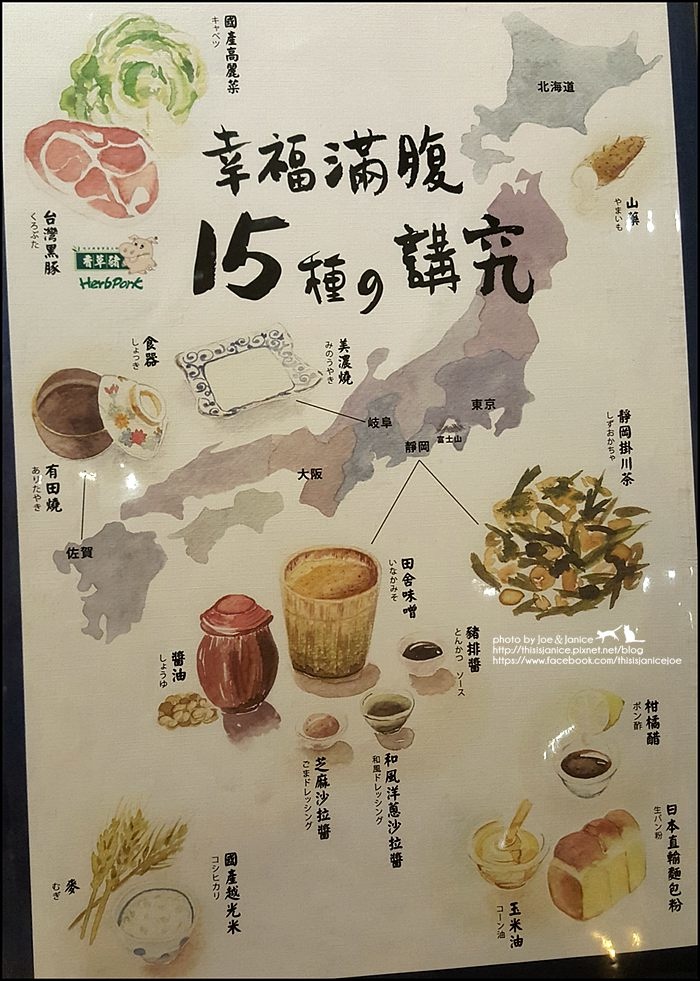 國產高麗菜
キャベツ
北海道
幸福滿腹
15種の講究
山藥
やまいも
台灣黑豚
くろぶた
青草豬
HerbPork
食器
しょっき
美濃燒
みのうやき
東京
岐阜
富士山
靜岡
靜岡掛川茶
しずおかちゃ
大阪
有田燒
ありたやき
佐賀
田舍味噌
いなかみそ
photo by Joe & Janice
http://thisisjanice.pixnet.net/blog
https://www.facebook.com/thisisjanicejoe
豬排醬
とんかつ ソース
醬油
しょうゆ
柑橘醋
ポン酢
芝麻沙拉醬
ごまドレッシング
和風洋蔥沙拉醬
和風ドレッシング
日本直輸麵包粉
生パン粉
麥
むぎ
國產越光米
コシヒカリ
玉米油
コーン油